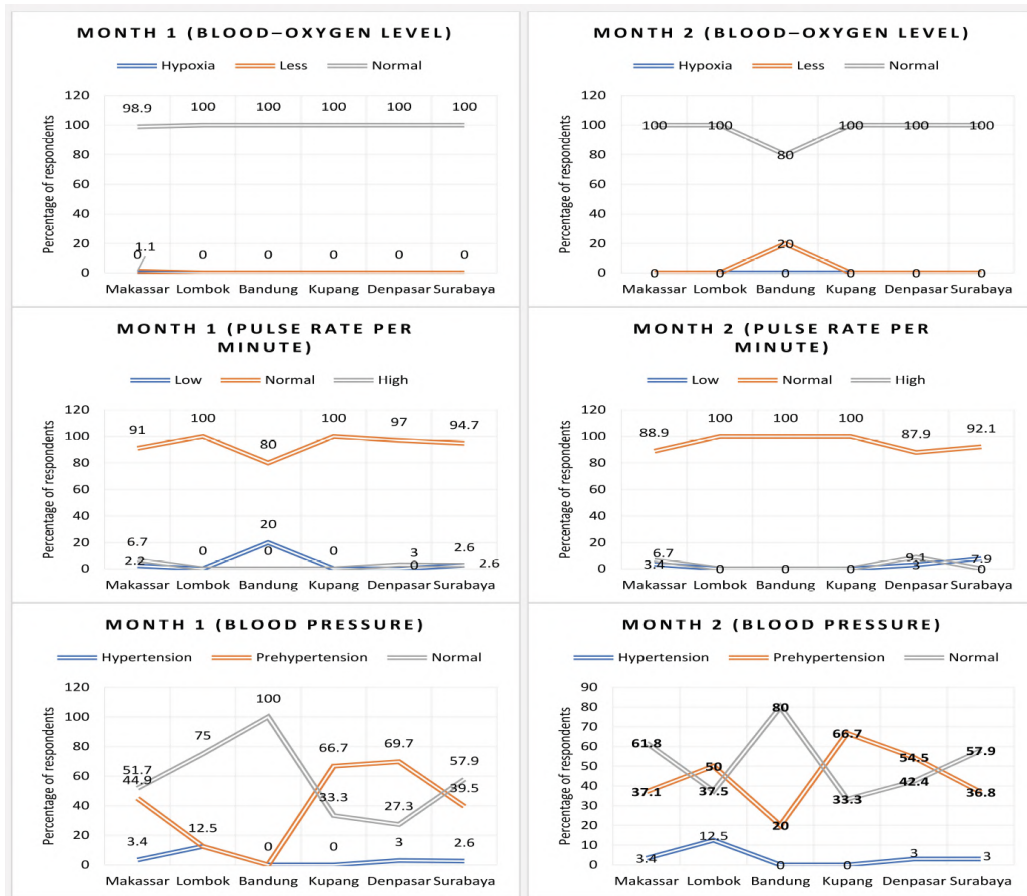 MONTH 1 (BLOOD–OXYGEN LEVEL)
Hypoxia Less Normal
Percentage of respondents
120
100
80
60
40
20
0
98.9 100 100 100 100 100
1.1
0 0 0 0 0 0
Makassar Lombok Bandung Kupang Denpasar Surabaya
MONTH 2 (BLOOD–OXYGEN LEVEL)
Hypoxia Less Normal
Percentage of respondents
120
100
80
60
40
20
0
100 100 80 100 100 100
20
0 0 0 0 0 0
Makassar Lombok Bandung Kupang Denpasar Surabaya
MONTH 1 (PULSE RATE PER
MINUTE)
Low Normal High
Percentage of respondents
120
100
80
60
40
20
0
91 100 80 100 97 94.7
6.7 0 20 0 3 2.6
2.2 0 0 2.6
Makassar Lombok Bandung Kupang Denpasar Surabaya
MONTH 2 (PULSE RATE PER
MINUTE)
Low Normal High
Percentage of respondents
120
100
80
60
40
20
0
88.9 100 100 100 87.9 92.1
6.7 9.1 7.9
3.4 0 0 0 3 0
Makassar Lombok Bandung Kupang Denpasar Surabaya
MONTH 1 (BLOOD PRESSURE)
Hypertension Prehypertension Normal
Percentage of respondents
120
100
80
60
40
20
0
51.7 75 100 66.7 69.7 57.9
44.9 33.3 27.3 39.5
3.4 12.5 0 0 3 2.6
Makassar Lombok Bandung Kupang Denpasar Surabaya
MONTH 2 (BLOOD PRESSURE)
Hypertension Prehypertension Normal
Percentage of respondents
90
80
70
60
50
40
30
20
10
0
61.8 50 80 66.7 54.5 57.9
37.1 37.5 20 33.3 42.4 36.8
3.4 12.5 0 0 3 3
Makassar Lombok Bandung Kupang Denpasar Surabaya